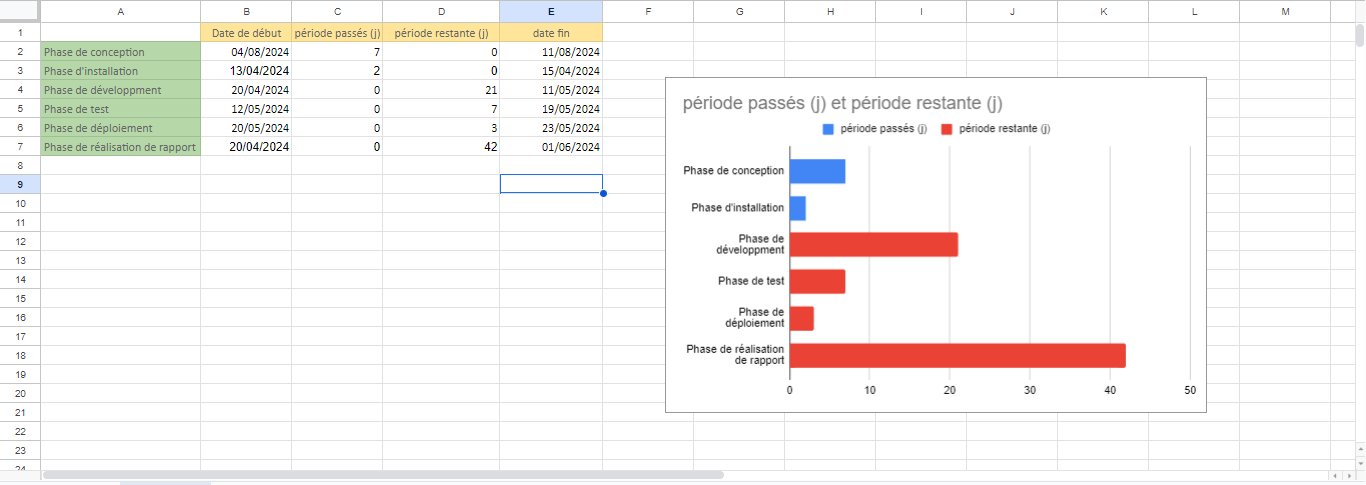 A B C D E F G H I J K L M
1 Date de début période passés (j) période restante (j) date fin
2 Phase de conception 04/08/2024 7 0 11/08/2024
3 Phase d'installation 13/04/2024 2 0 15/04/2024
4 Phase de développment 20/04/2024 0 21 11/05/2024
5 Phase de test 12/05/2024 0 7 19/05/2024
6 Phase de déploiement 20/05/2024 0 3 23/05/2024
7 Phase de réalisation de rapport 20/04/2024 0 42 01/06/2024
8
9
10
11
12
13
14
15
16
17
18
19
20
21
22
23
24
période passés (j) et période restante (j)
période passés (j) période restante (j)
Phase de conception
Phase d'installation
Phase de
développment
Phase de test
Phase de
déploiement
Phase de réalisation
de rapport
0 10 20 30 40 50